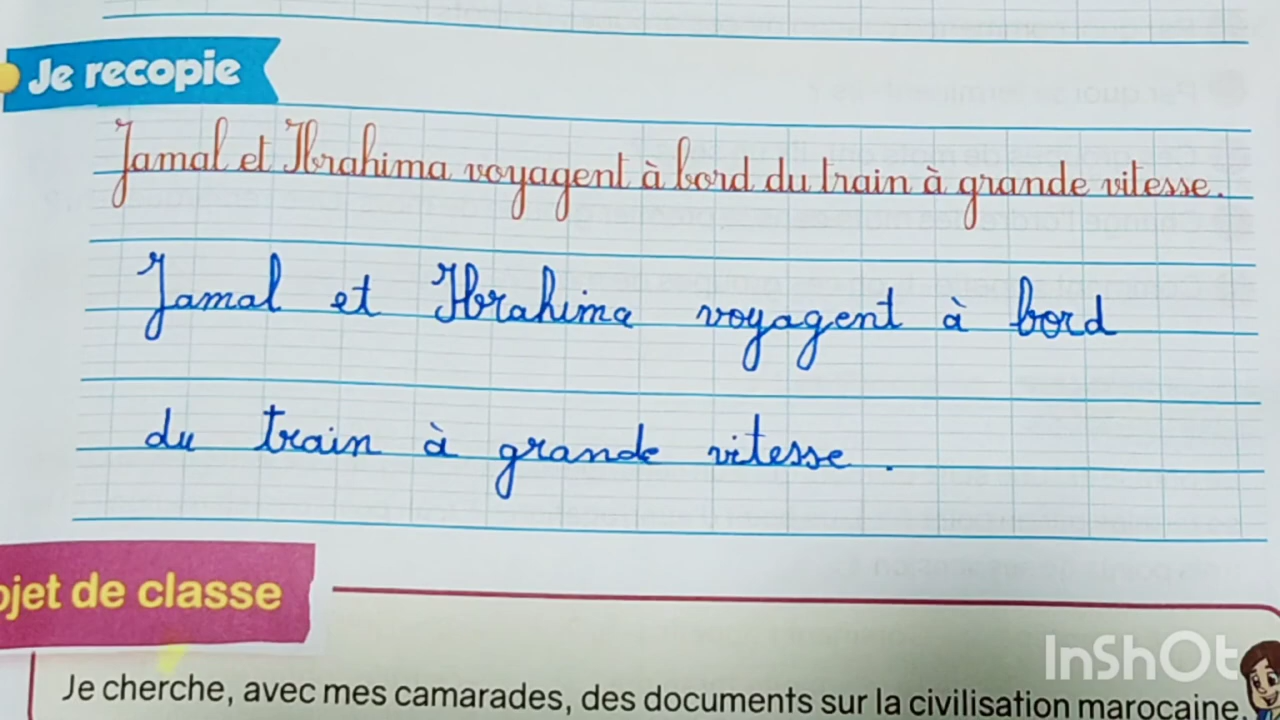 Je recopie
Jamal et Ibrahima voyagent à bord du train à grande vitesse.
Jamal et Ibrahima voyagent à bord
du train à grande vitesse.
ojet de classe
Je cherche, avec mes camarades, des documents sur la civilisation marocaine.
InShOt